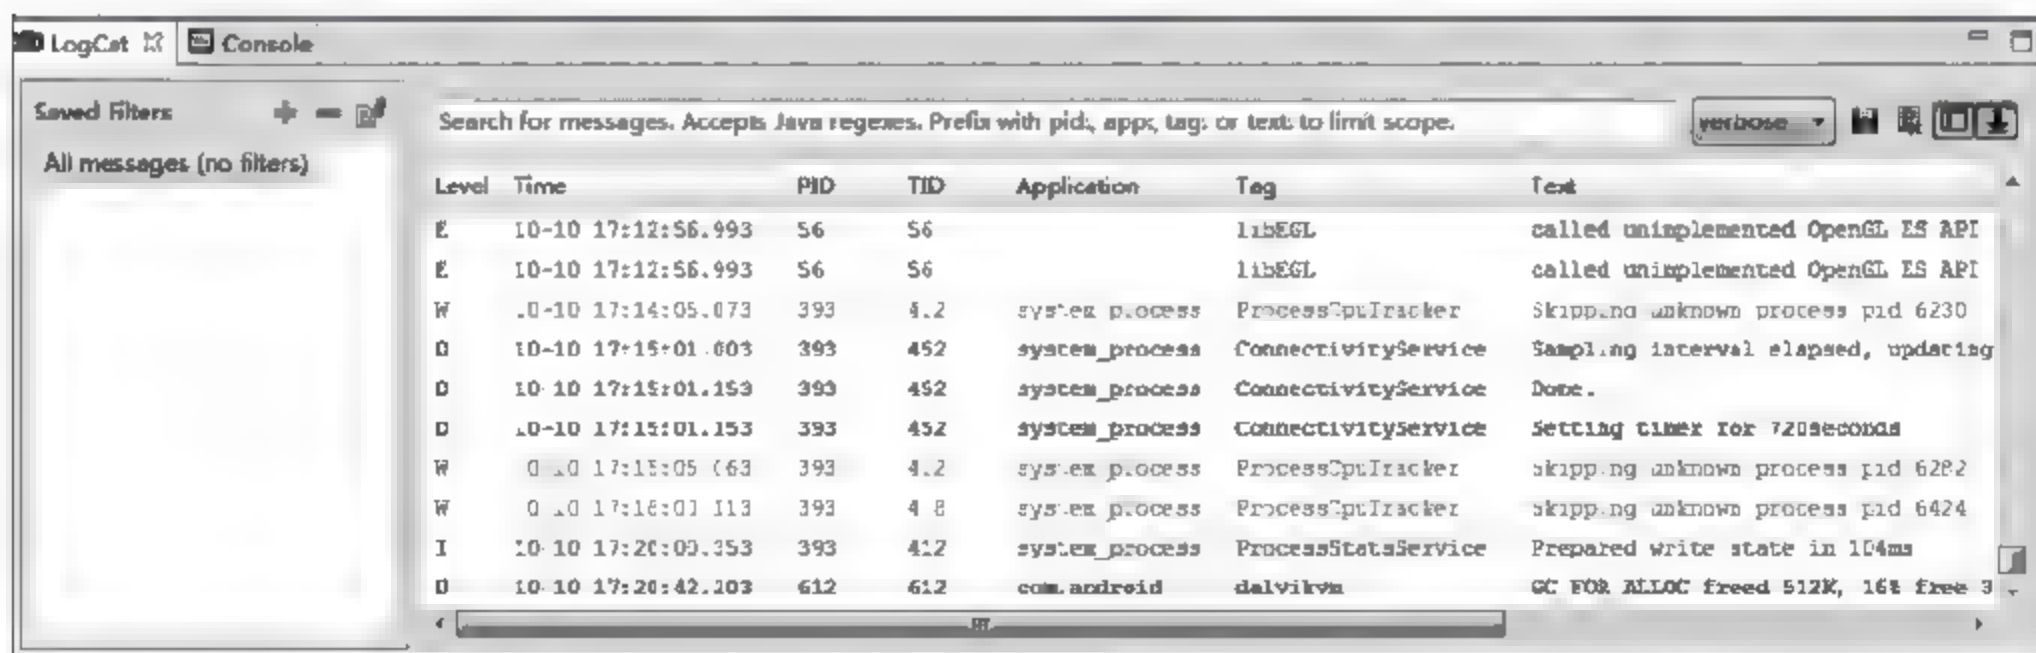 LogCat Console
Saved Filters
All messages (no filters)
Search for messages. Accepts Java regexes. Prefix with pid:, app:, tag: or text: to limit scope.
verbose
Level Time PID TID Application Tag Text
E 10-10 17:12:56.993 56 56 libEGL called unimplemented OpenGL ES API
E 10-10 17:12:56.993 56 56 libEGL called unimplemented OpenGL ES API
W 10-10 17:14:05.073 393 system_process ProcessCpuTracker Skipping unknown process pid 6230
D 10-10 17:15:01.003 393 452 system_process ConnectivityService Sampling interval elapsed, updating
D 10-10 17:15:01.153 393 452 system_process ConnectivityService Done.
D 10-10 17:15:01.153 393 452 system_process ConnectivityService Setting timer for 720seconds
W 10-10 393 system_process ProcessCpuTracker Skipping unknown process pid 6282
W 10-10 393 system_process ProcessCpuTracker Skipping unknown process pid 6424
I 10-10 393 412 system_process ProcessStatsService Prepared write state in 104ms
D 10-10 17:20:42.203 612 612 com.android dalvikvm GC FOR ALLOC freed 512K, 16% free 3